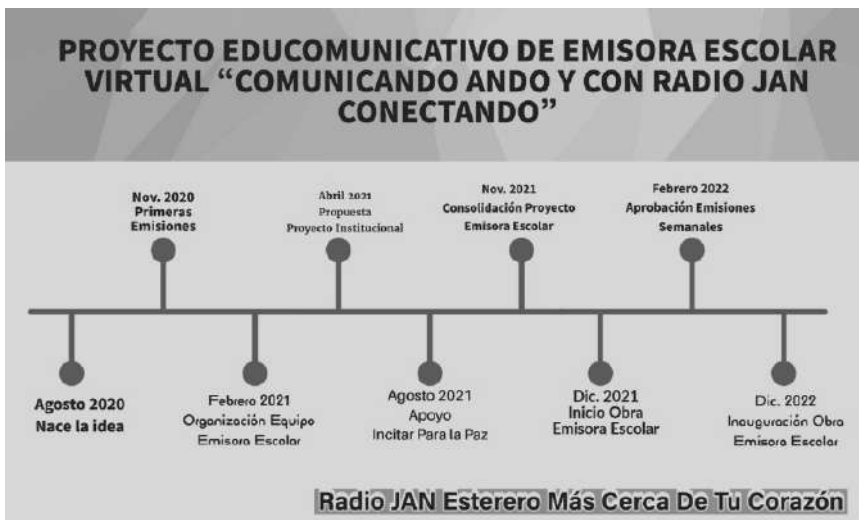 PROYECTO EDUCOMUNICATIVO DE EMISORA ESCOLAR
VIRTUAL “COMUNICANDO ANDO Y CON RADIO JAN
CONECTANDO”
Nov. 2020
Primeras
Emisiones
Abril 2021
Propuesta
Proyecto Institucional
Nov. 2021
Consolidación Proyecto
Emisora Escolar
Febrero 2022
Aprobación Emisiones
Semanales
Agosto 2020
Nace la idea
Febrero 2021
Organización Equipo
Emisora Escolar
Agosto 2021
Apoyo
Incitar Para la Paz
Dic. 2021
Inicio Obra
Emisora Escolar
Dic. 2022
Inauguración Obra
Emisora Escolar
Radio JAN Esterero Más Cerca De Tu Corazón